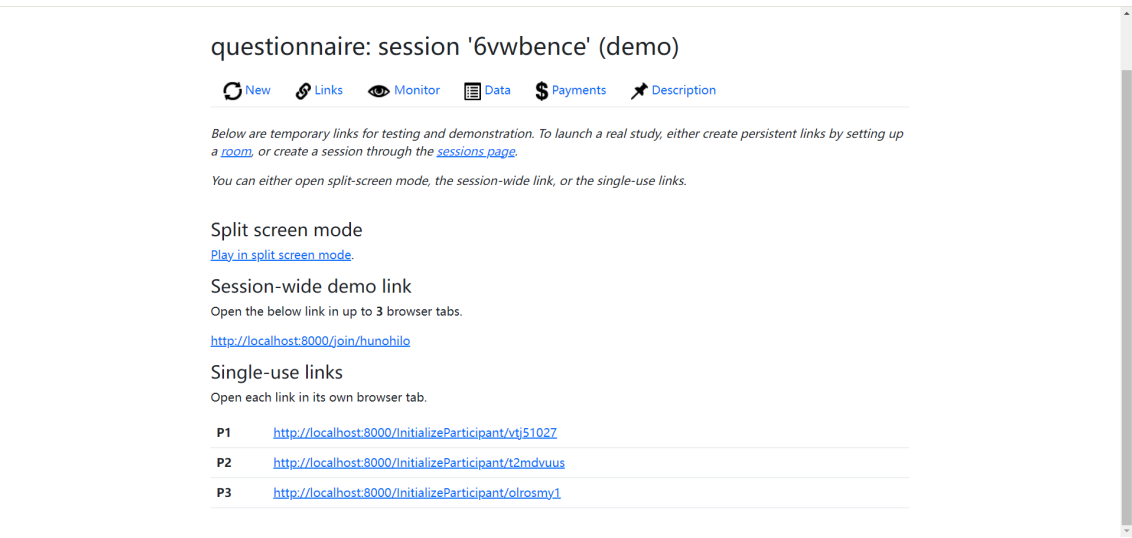 questionnaire: session '6vwbence' (demo)
New Links Monitor Data Payments Description
Below are temporary links for testing and demonstration. To launch a real study, either create persistent links by setting up
a room, or create a session through the sessions page.
You can either open split-screen mode, the session-wide link, or the single-use links.
Split screen mode
Play in split screen mode.
Session-wide demo link
Open the below link in up to 3 browser tabs.
http://localhost:8000/join/hunohilo
Single-use links
Open each link in its own browser tab.
P1 http://localhost:8000/InitializeParticipant/vtj51027
P2 http://localhost:8000/InitializeParticipant/t2mdvuus
P3 http://localhost:8000/InitializeParticipant/olrosmy1